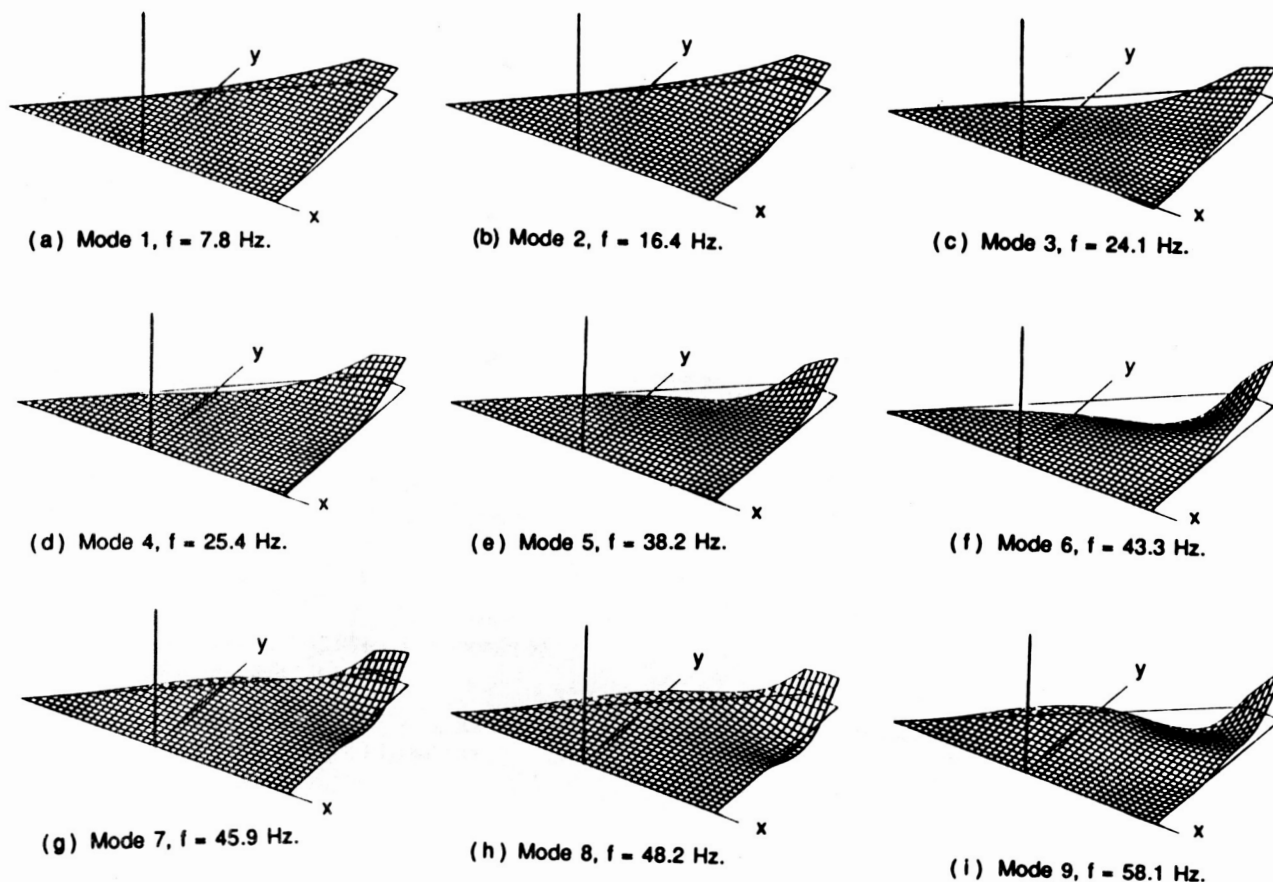 y
x
(a) Mode 1, f = 7.8 Hz.
y
x
(b) Mode 2, f = 16.4 Hz.
y
x
(c) Mode 3, f = 24.1 Hz.
y
x
(d) Mode 4, f = 25.4 Hz.
y
x
(e) Mode 5, f = 38.2 Hz.
y
x
(f) Mode 6, f = 43.3 Hz.
y
x
(g) Mode 7, f = 45.9 Hz.
y
x
(h) Mode 8, f = 48.2 Hz.
y
x
(i) Mode 9, f = 58.1 Hz.